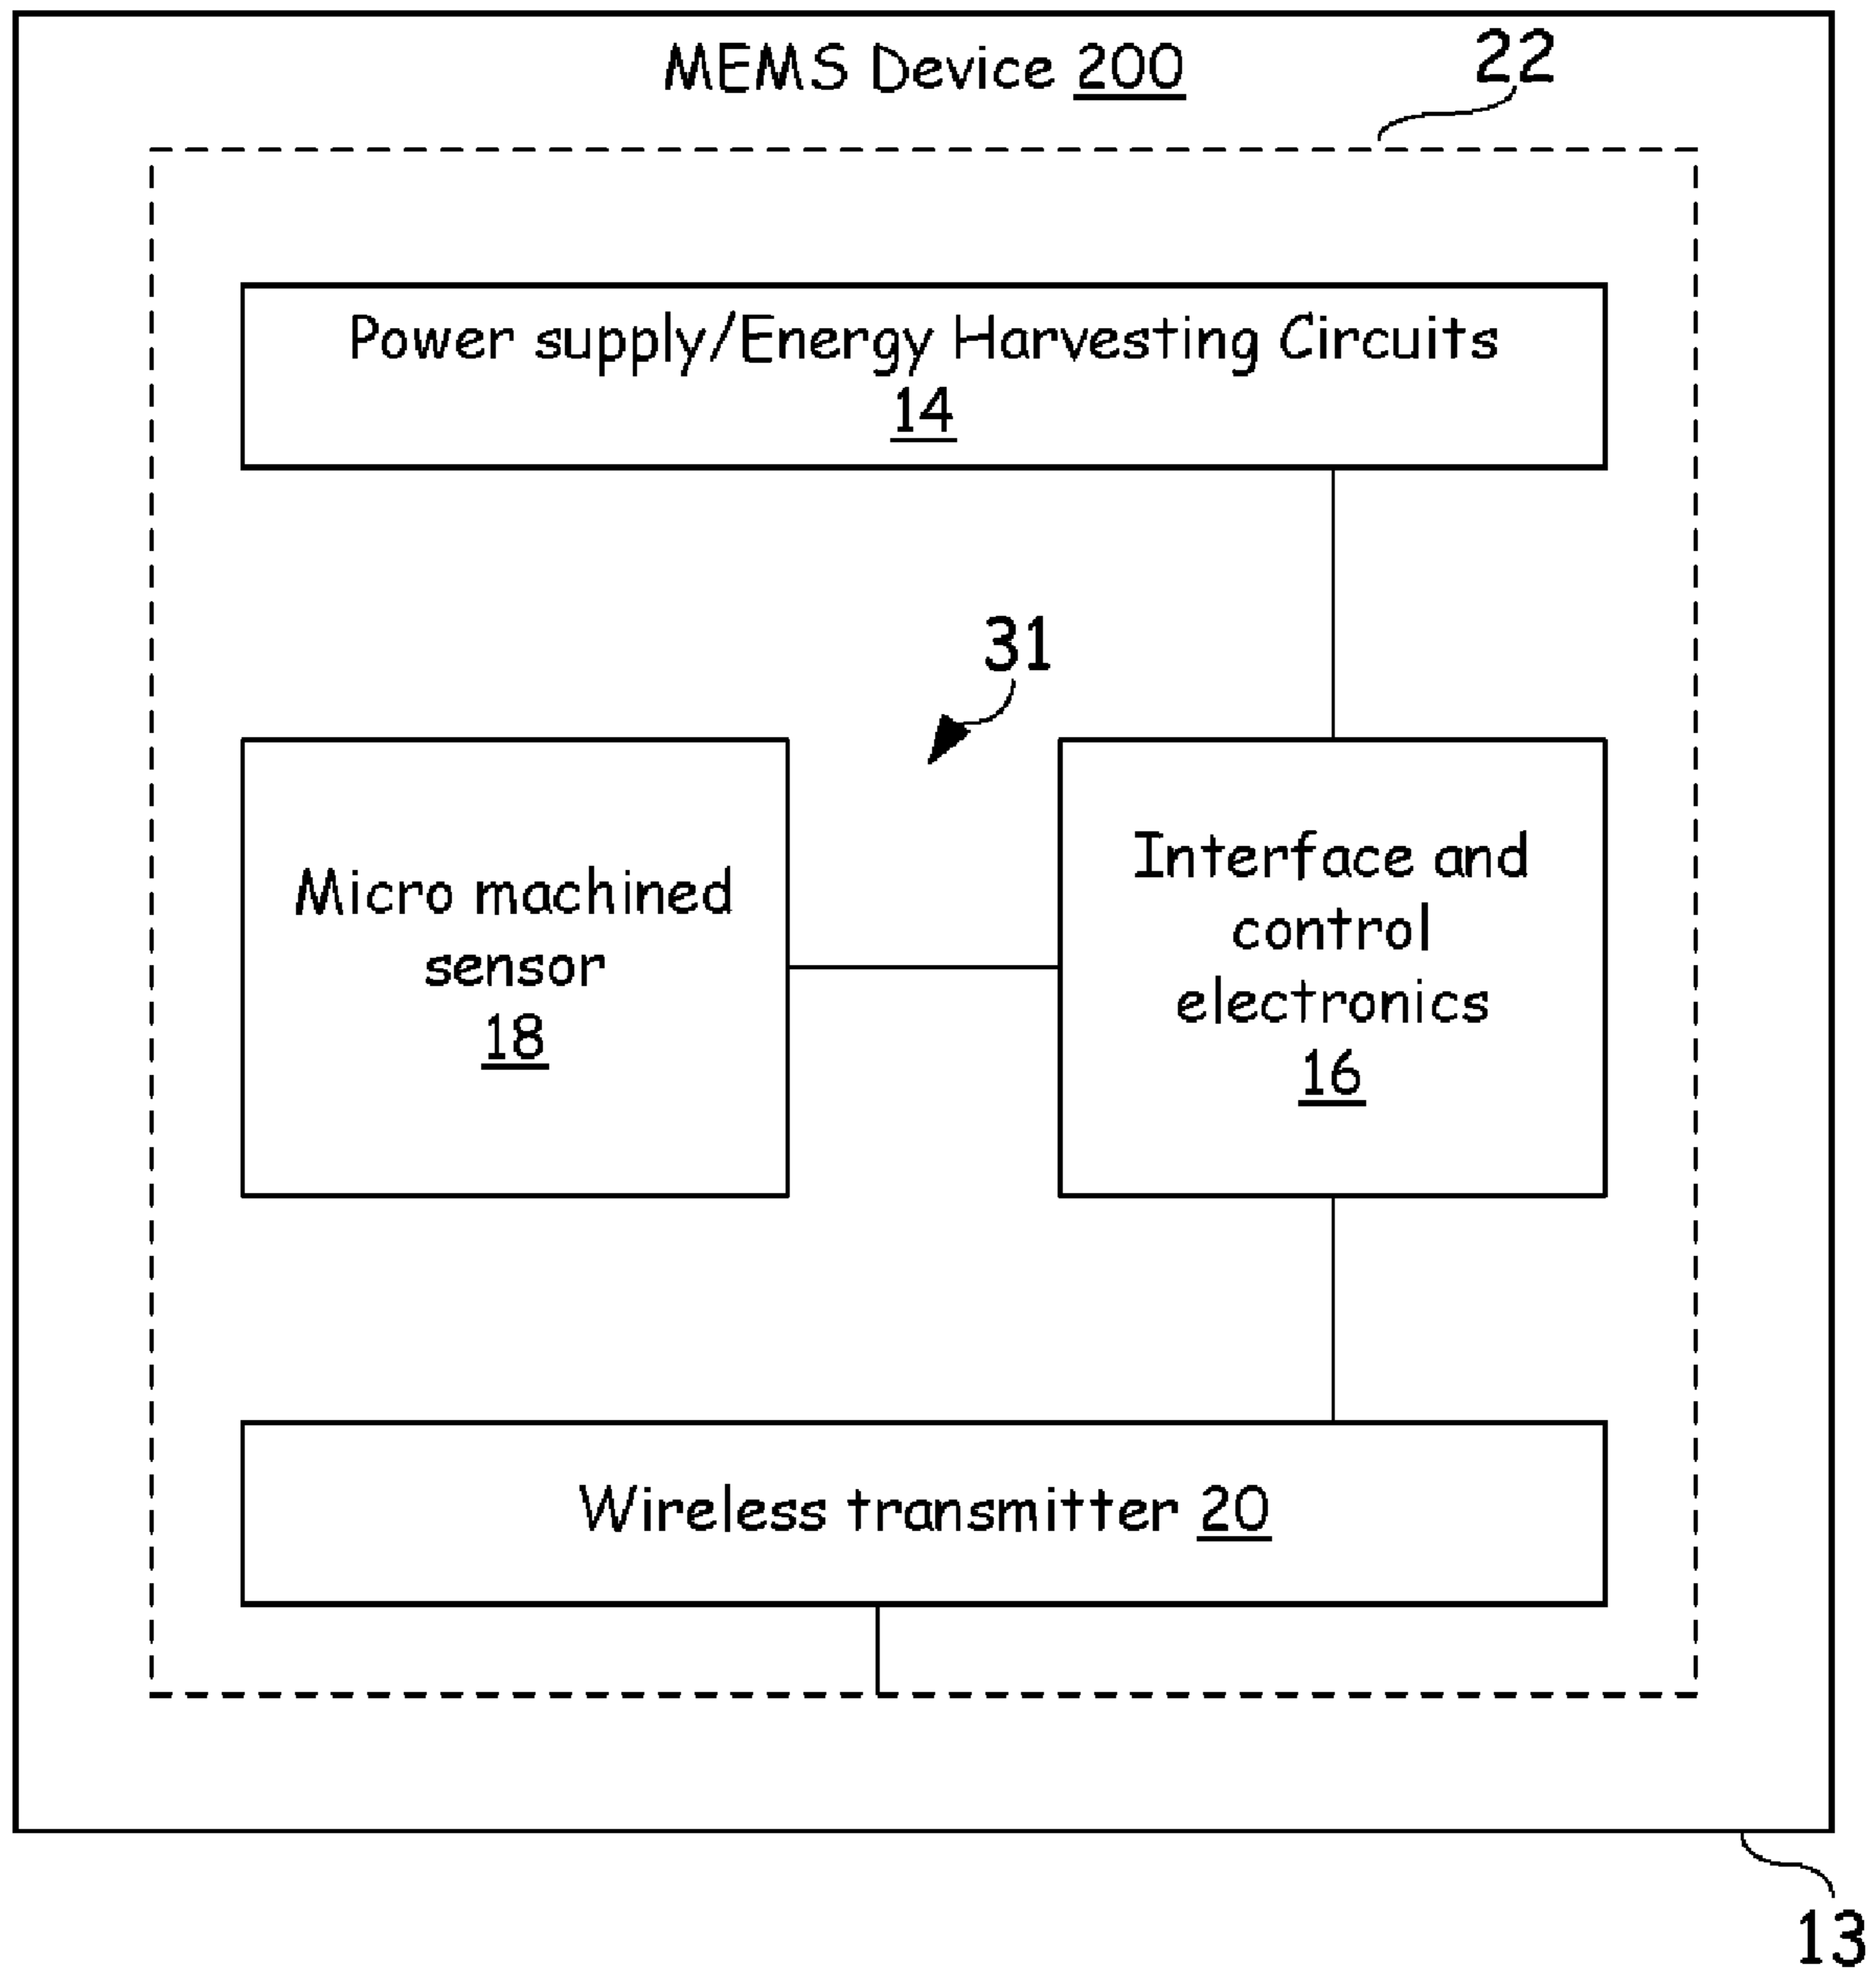 MEMS Device 200
22
Power supply/Energy Harvesting Circuits
14
31
Micro machined
sensor
18
Interface and
control
electronics
16
Wireless transmitter 20
13